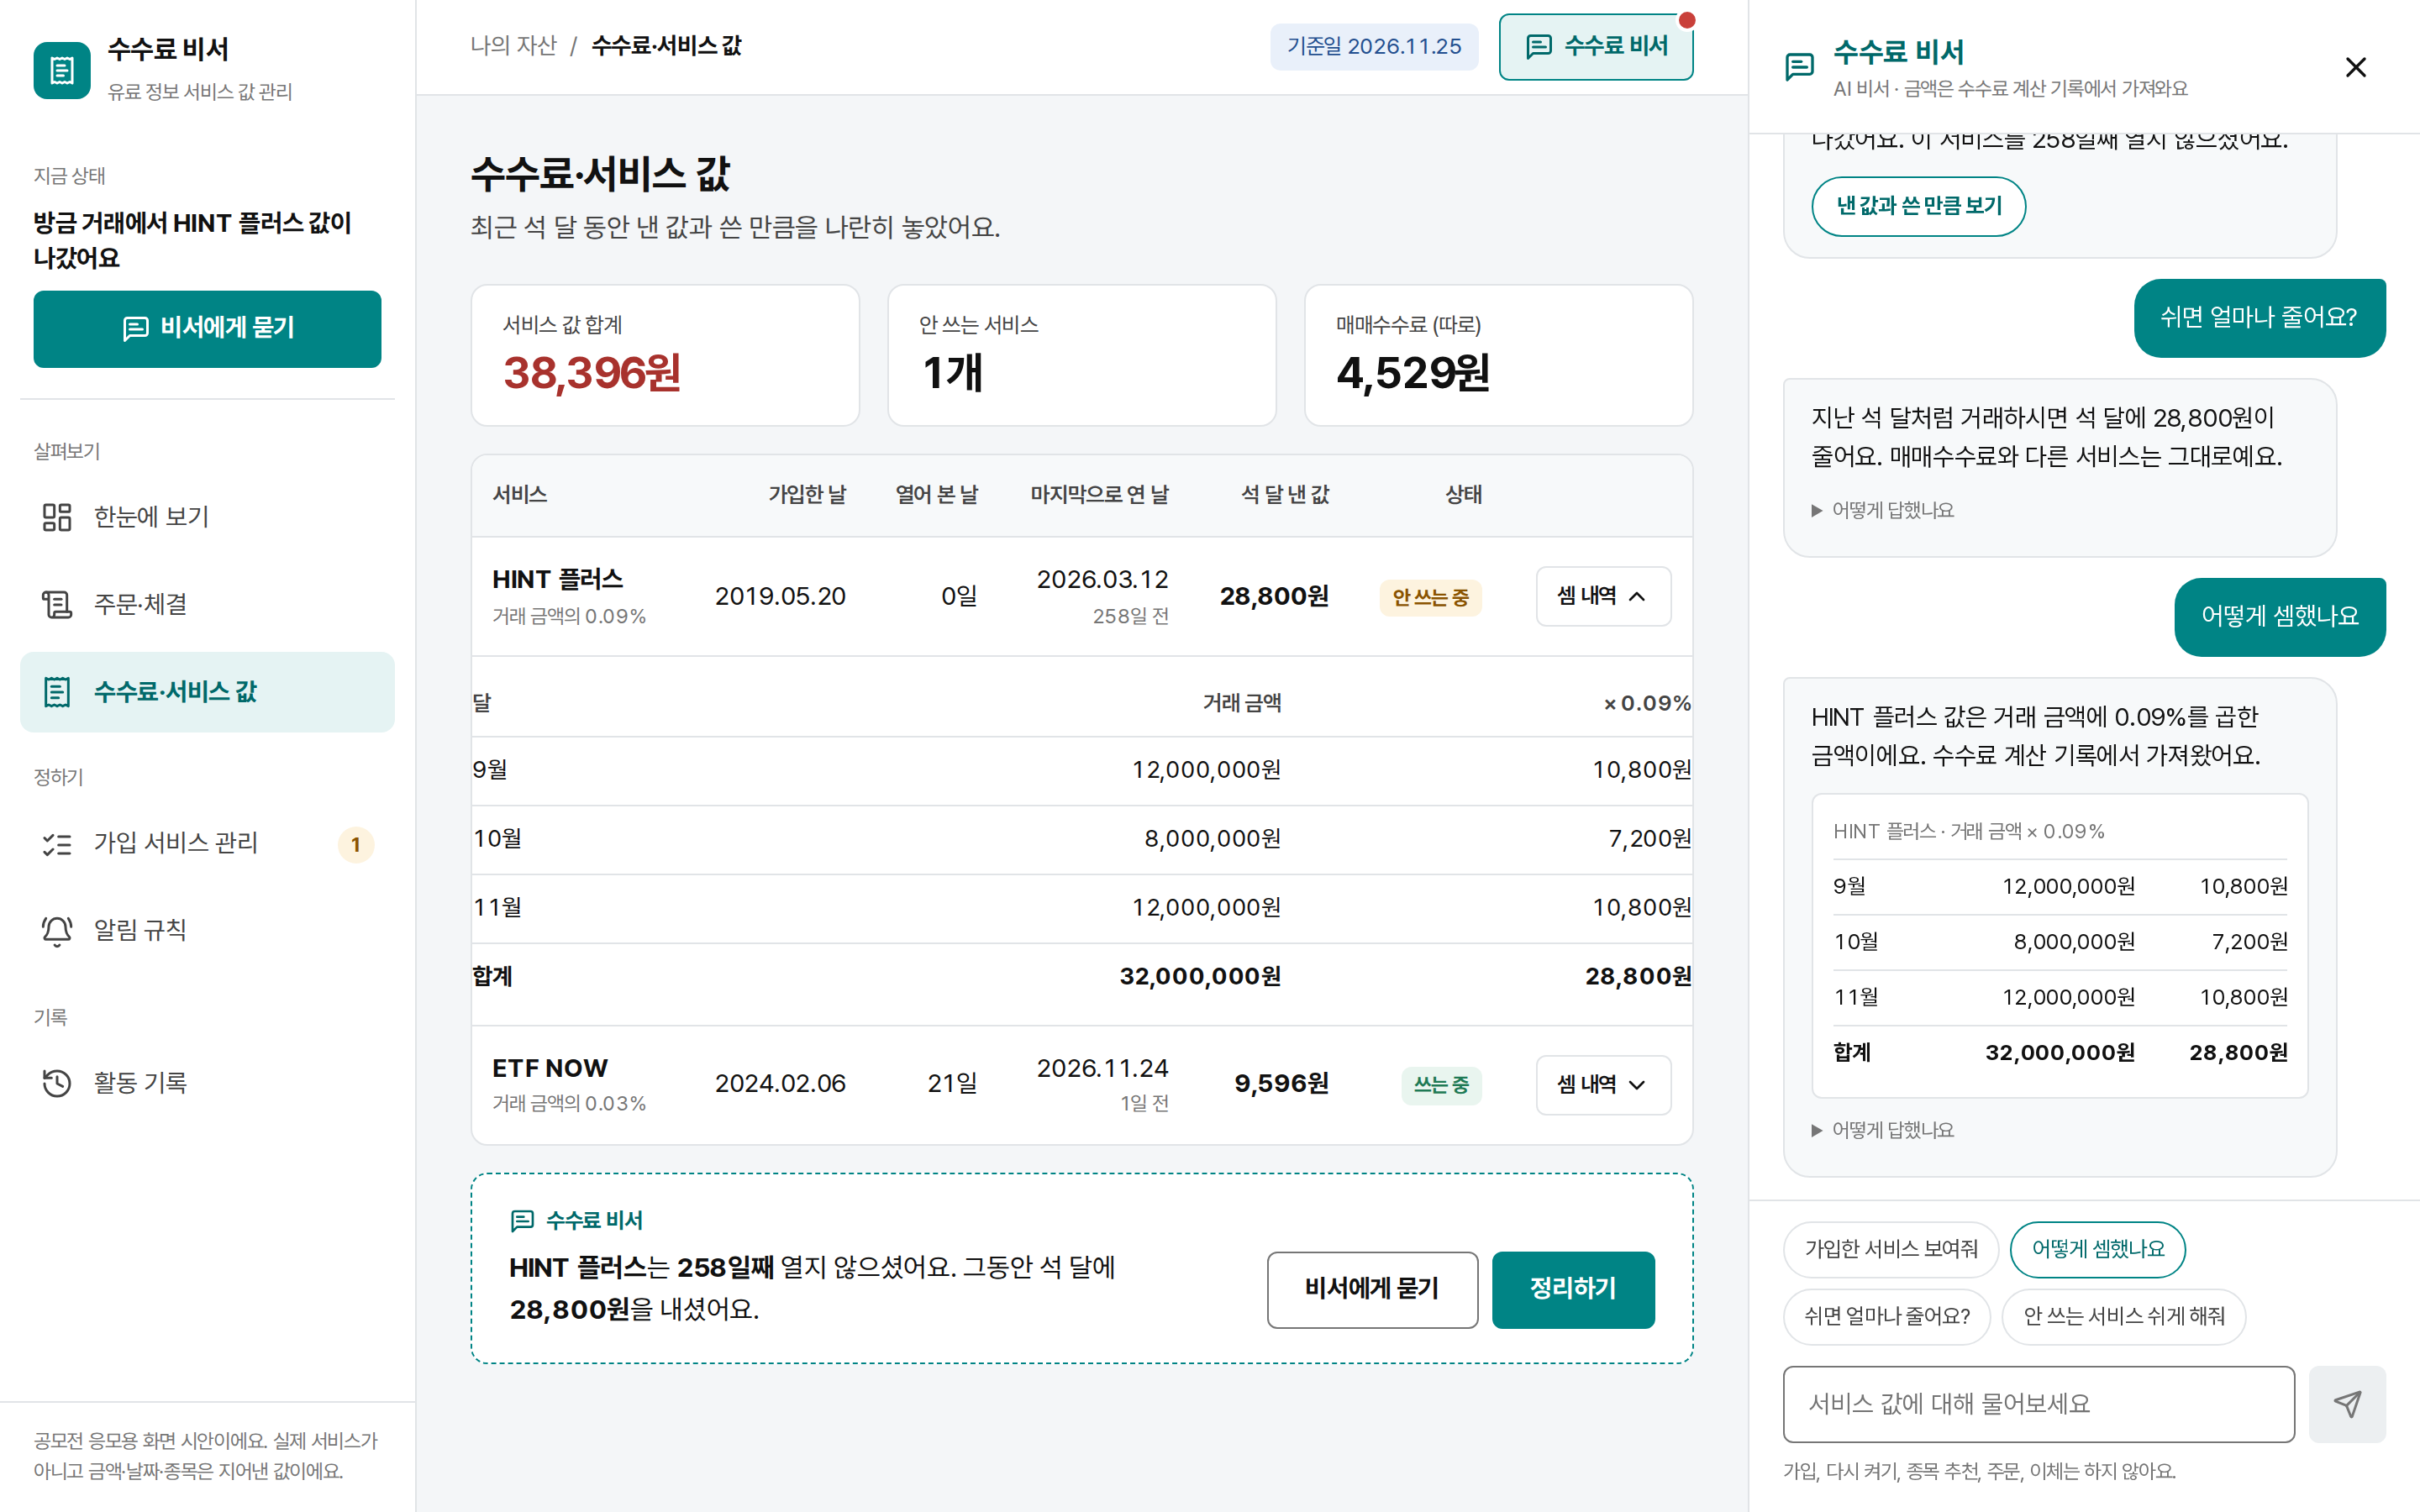 수수료 비서
유료 정보 서비스 값 관리
지금 상태
방금 거래에서 HINT 플러스 값이
나갔어요
비서에게 묻기
살펴보기
한눈에 보기
주문·체결
수수료·서비스 값
정하기
가입 서비스 관리 1
알림 규칙
기록
활동 기록
공모전 응모용 화면 시안이에요. 실제 서비스가
아니고 금액·날짜·종목은 지어낸 값이에요.
나의 자산 / 수수료·서비스 값
기준일 2026.11.25
수수료 비서
수수료·서비스 값
최근 석 달 동안 낸 값과 쓴 만큼을 나란히 놓았어요.
서비스 값 합계
38,396원
안 쓰는 서비스
1개
매매수수료 (따로)
4,529원
서비스 가입한 날 열어 본 날 마지막으로 연 날 석 달 낸 값 상태
HINT 플러스 2019.05.20 0일 2026.03.12 28,800원 안 쓰는 중 셈 내역
거래 금액의 0.09% 258일 전
달 거래 금액 × 0.09%
9월 12,000,000원 10,800원
10월 8,000,000원 7,200원
11월 12,000,000원 10,800원
합계 32,000,000원 28,800원
ETF NOW 2024.02.06 21일 2026.11.24 9,596원 쓰는 중 셈 내역
거래 금액의 0.03% 1일 전
수수료 비서
HINT 플러스는 258일째 열지 않으셨어요. 그동안 석 달에
28,800원을 내셨어요.
비서에게 묻기
정리하기
수수료 비서
AI 비서 · 금액은 수수료 계산 기록에서 가져와요
나갔어요. 이 서비스를 258일째 열지 않으셨어요.
낸 값과 쓴 만큼 보기
쉬면 얼마나 줄어요?
지난 석 달처럼 거래하시면 석 달에 28,800원이
줄어요. 매매수수료와 다른 서비스는 그대로예요.
▶ 어떻게 답했나요
어떻게 셈했나요
HINT 플러스 값은 거래 금액에 0.09%를 곱한
금액이에요. 수수료 계산 기록에서 가져왔어요.
HINT 플러스 · 거래 금액 × 0.09%
9월 12,000,000원 10,800원
10월 8,000,000원 7,200원
11월 12,000,000원 10,800원
합계 32,000,000원 28,800원
▶ 어떻게 답했나요
가입한 서비스 보여줘
어떻게 셈했나요
쉬면 얼마나 줄어요?
안 쓰는 서비스 쉬게 해줘
서비스 값에 대해 물어보세요
가입, 다시 켜기, 종목 추천, 주문, 이체는 하지 않아요.